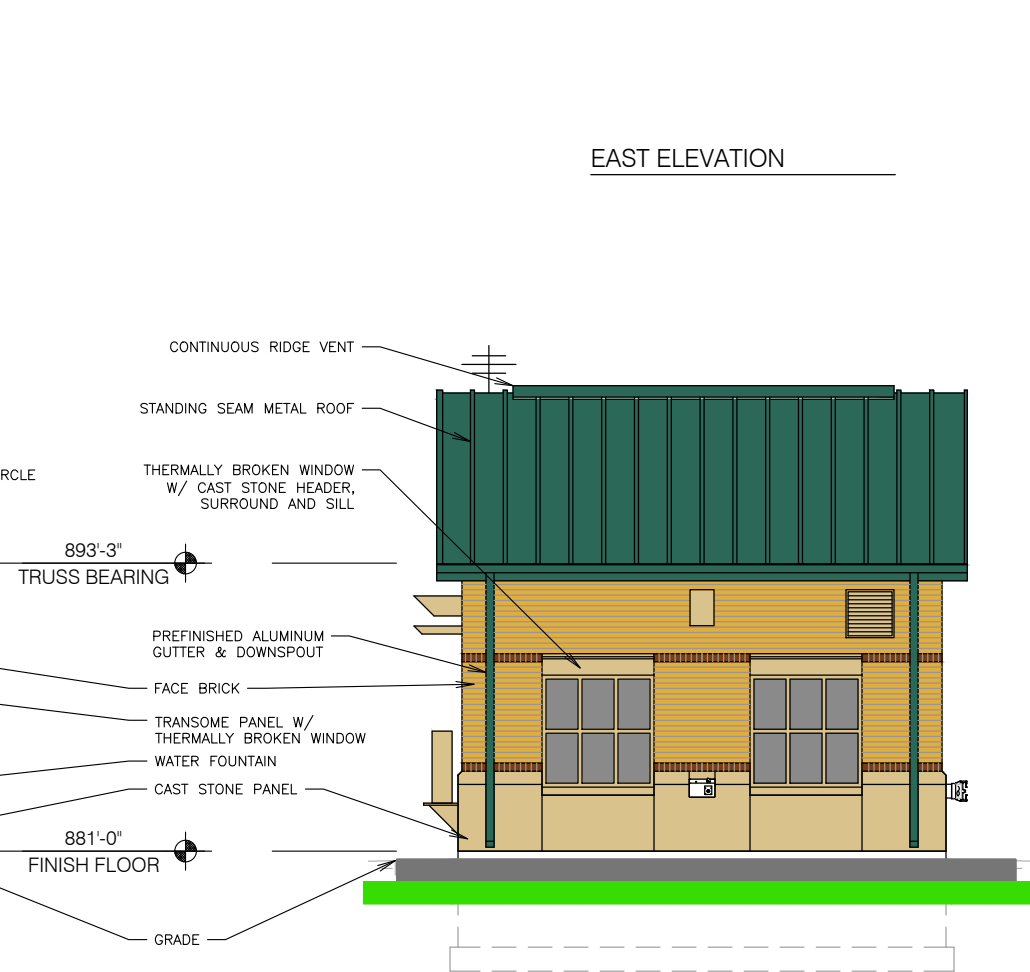 EAST ELEVATION
CONTINUOUS RIDGE VENT
STANDING SEAM METAL ROOF
THERMALLY BROKEN WINDOW
W/ CAST STONE HEADER,
SURROUND AND SILL
RCLE
893'-3"
TRUSS BEARING
PREFINISHED ALUMINUM
GUTTER & DOWNSPOUT
FACE BRICK
TRANSOME PANEL W/
THERMALLY BROKEN WINDOW
WATER FOUNTAIN
CAST STONE PANEL
881'-0"
FINISH FLOOR
GRADE